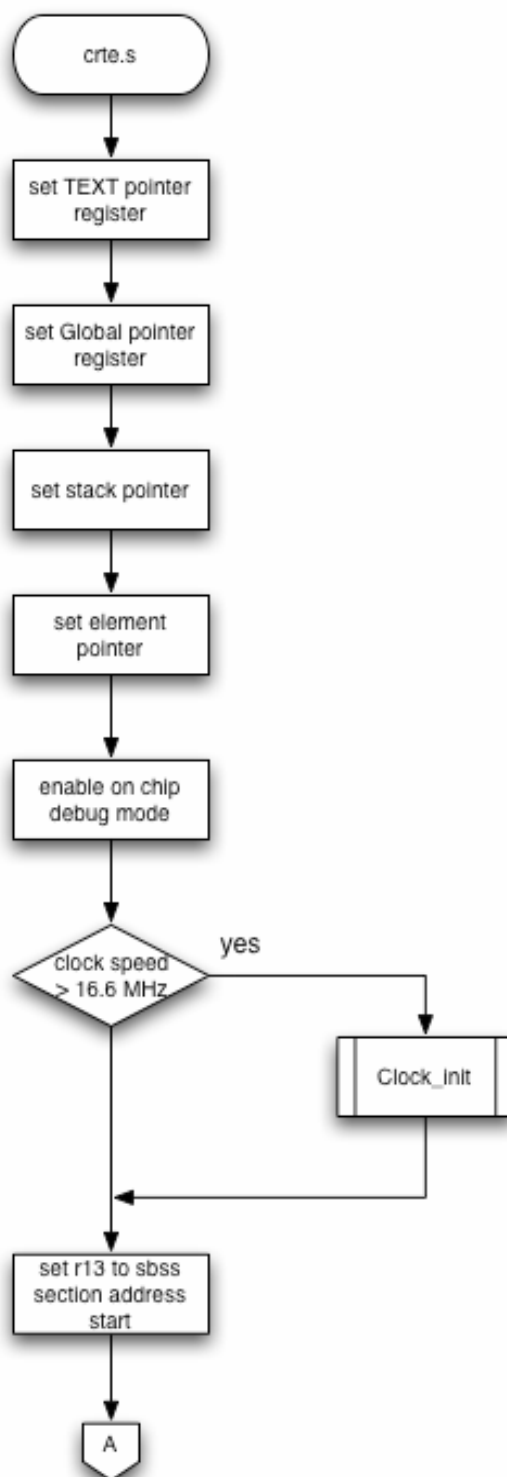 crte.s
set TEXT pointer
register
set Global pointer
register
set stack pointer
set element
pointer
enable on chip
debug mode
clock speed
> 16.6 MHz
yes
Clock_init
set r13 to sbss
section address
start
A